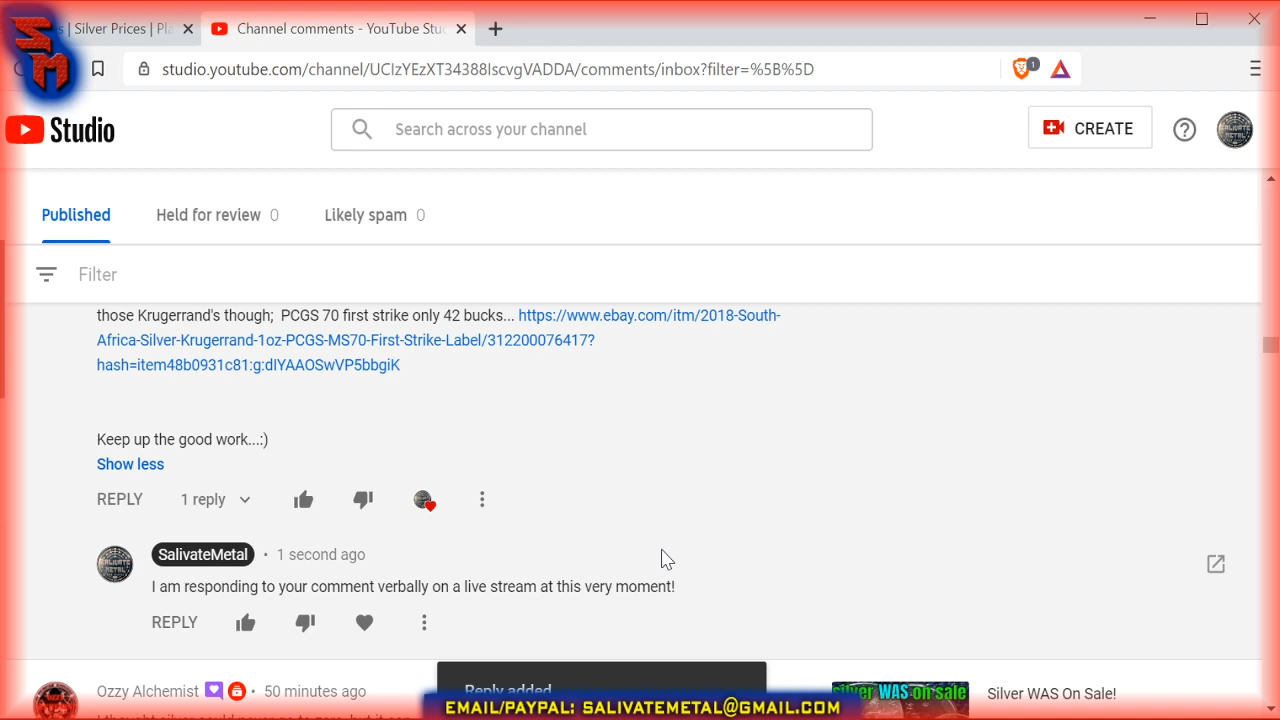 SM
s | Silver Prices | Pla
Channel comments - YouTube Stu
studio.youtube.com/channel/UCIzYEzXT34388IscvgVADDA/comments/inbox?filter=%5B%5D
1
Studio
Search across your channel
CREATE
SALIVATE METAL
Published
Held for review 0
Likely spam 0
Filter
those Krugerrand's though; PCGS 70 first strike only 42 bucks... https://www.ebay.com/itm/2018-South-
Africa-Silver-Krugerrand-1oz-PCGS-MS70-First-Strike-Label/312200076417?
hash=item48b0931c81:g:dIYAAOSwVP5bbgiK
Keep up the good work...:)
Show less
REPLY
1 reply
SalivateMetal • 1 second ago
I am responding to your comment verbally on a live stream at this very moment!
REPLY
Reply added
Ozzy Alchemist • 50 minutes ago
silver WAS on sale
Silver WAS On Sale!
EMAIL/PAYPAL: SALIVATEMETAL@GMAIL.COM